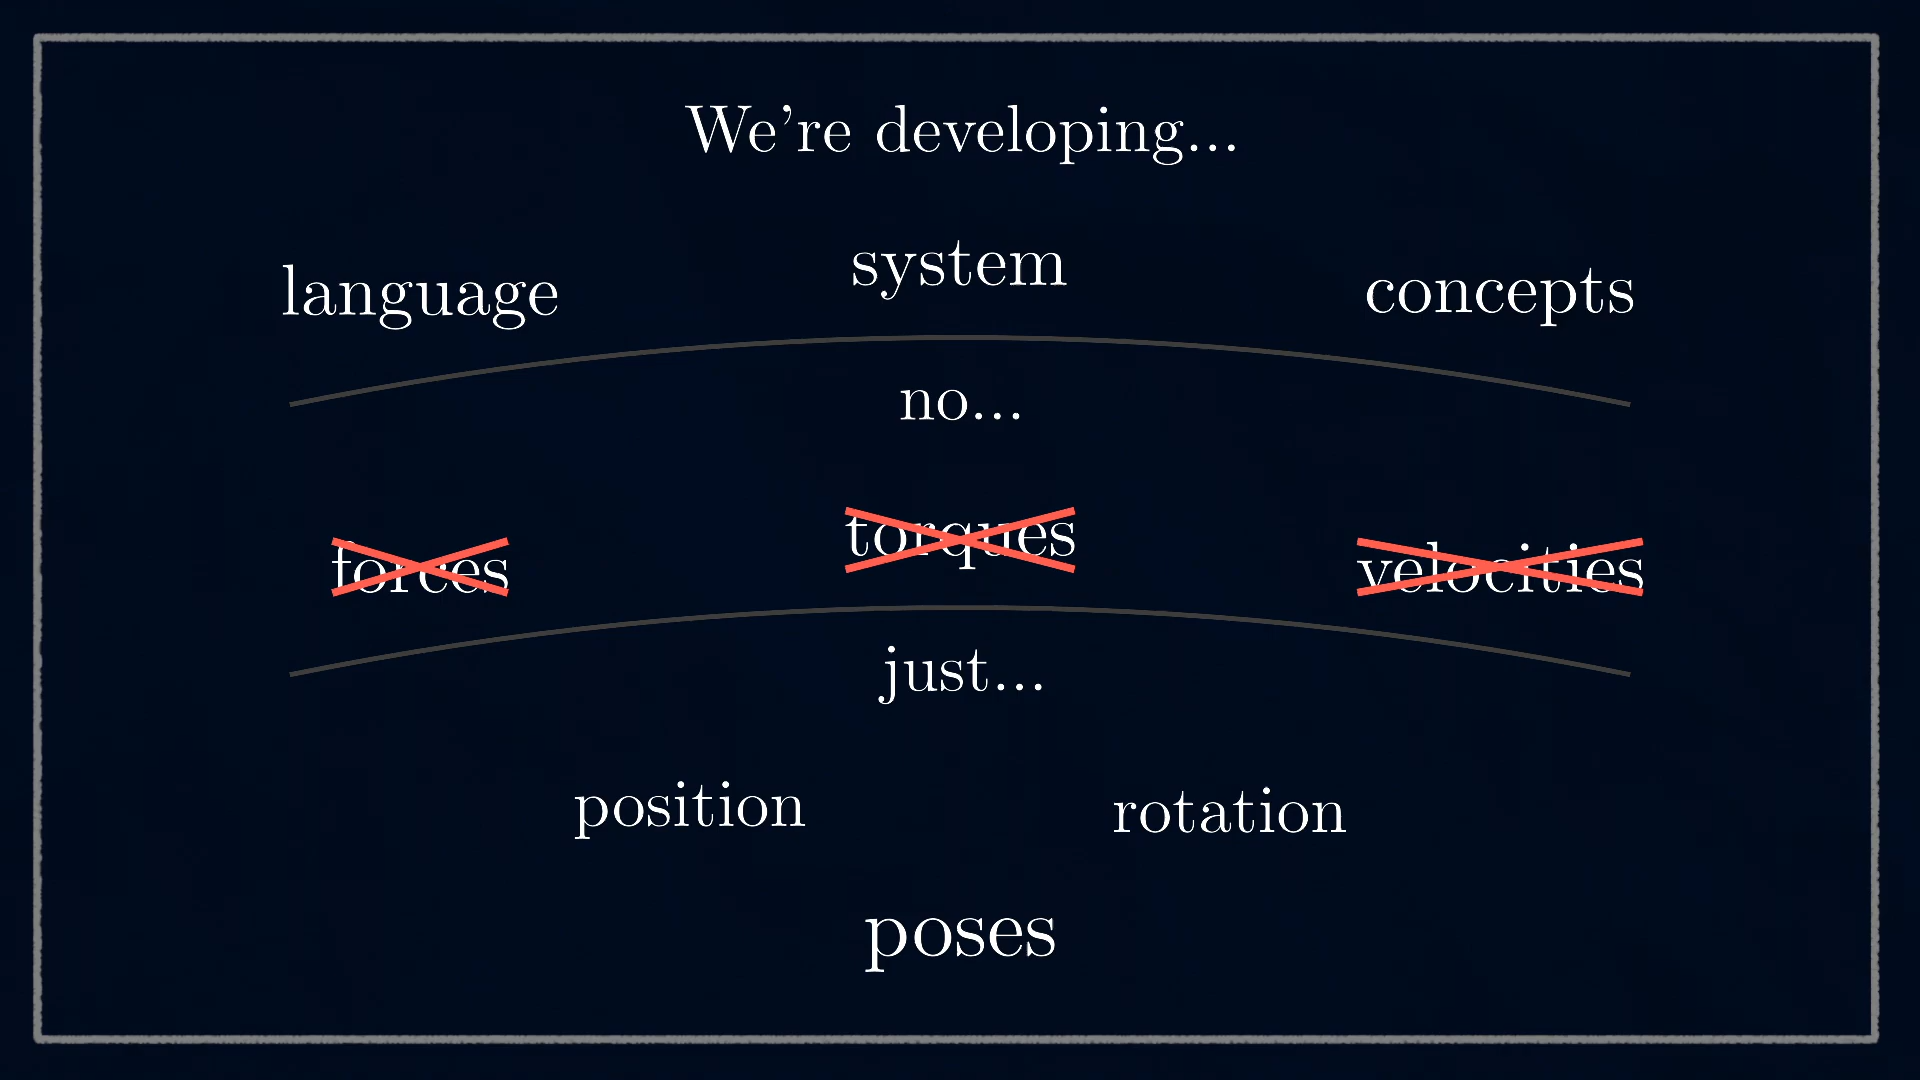 We're developing...
language system concepts
no...
forces torques velocities
just...
position rotation
poses